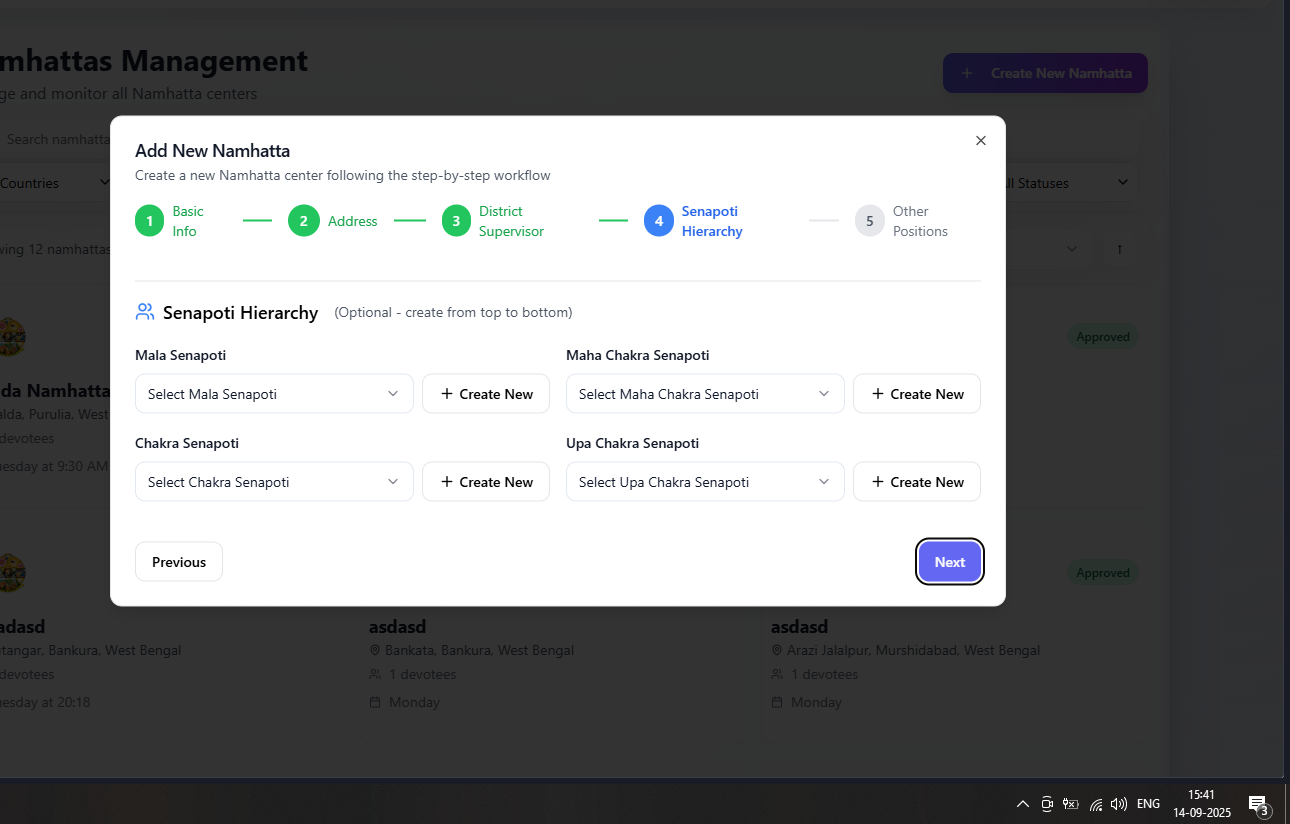 mhattas Management
ge and monitor all Namhatta centers
+ Create New Namhatta
Search namhatta
Countries
ll Statuses
wing 12 namhattas
Add New Namhatta
Create a new Namhatta center following the step-by-step workflow
1 Basic Info
2 Address
3 District Supervisor
4 Senapoti Hierarchy
5 Other Positions
Senapoti Hierarchy (Optional - create from top to bottom)
Mala Senapoti
Select Mala Senapoti
+ Create New
Maha Chakra Senapoti
Select Maha Chakra Senapoti
+ Create New
Chakra Senapoti
Select Chakra Senapoti
+ Create New
Upa Chakra Senapoti
Select Upa Chakra Senapoti
+ Create New
Previous
Next
Approved
da Namhatta
alda, Purulia, West
devotees
esday at 9:30 AM
Approved
adasd
tangar, Bankura, West Bengal
devotees
esday at 20:18
asdasd
Bankata, Bankura, West Bengal
1 devotees
Monday
asdasd
Arazi Jalalpur, Murshidabad, West Bengal
1 devotees
Monday
ENG
15:41
14-09-2025
3